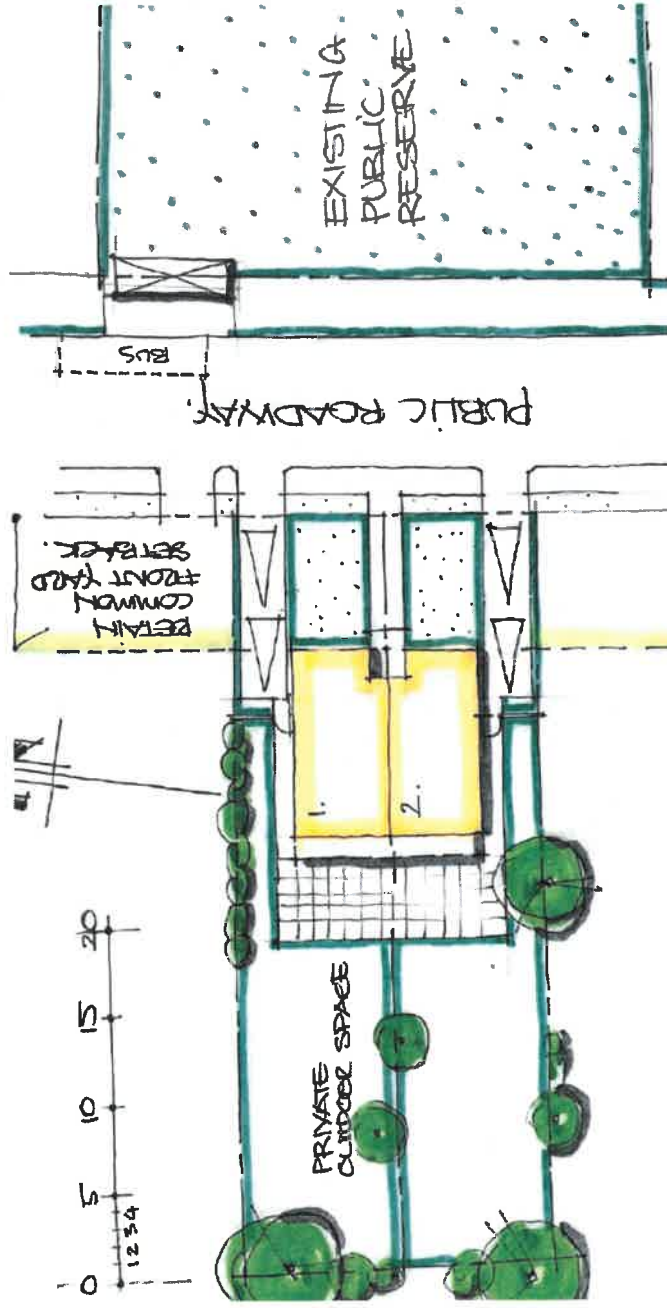 EXISTING
PUBLIC
RESERVE
BUS
PUBLIC ROADWAY.
RETAIN
COMMON
FRONT YARD
SETBACK.
1.
2.
PRIVATE
OUTDOOR SPACE
0 5 10 15 20
1 2 3 4